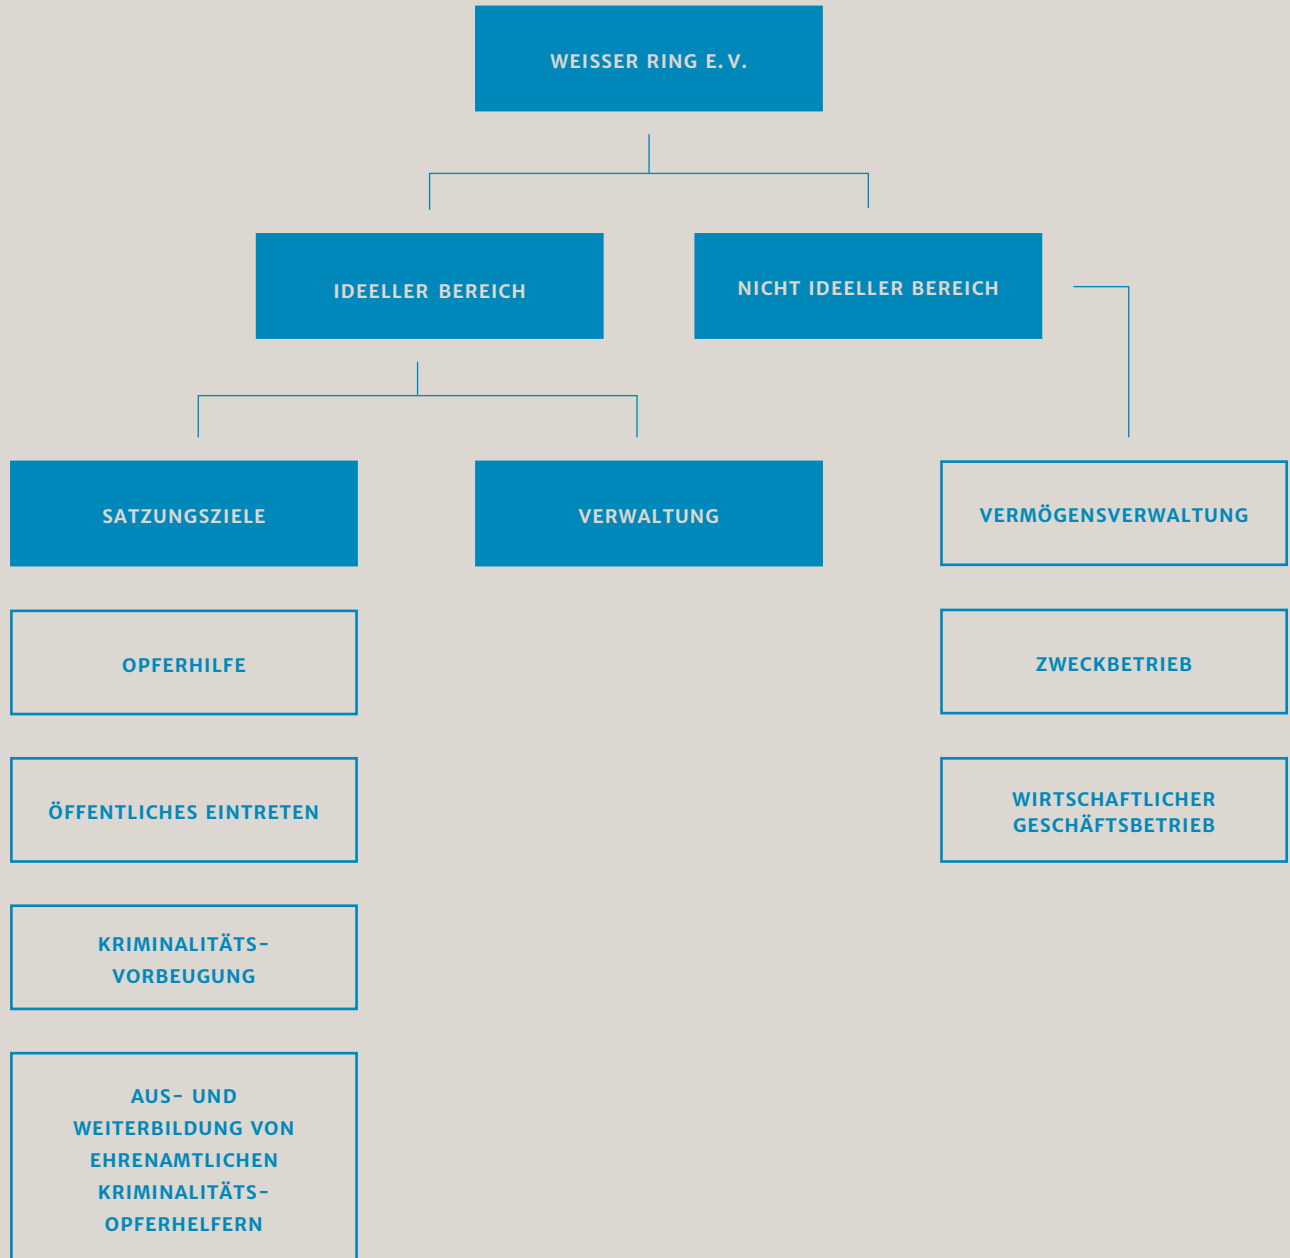 WEISSER RING E. V.
IDEELLER BEREICH
NICHT IDEELLER BEREICH
SATZUNGSZIELE
VERWALTUNG
VERMÖGENSVERWALTUNG
OPFERHILFE
ZWECKBETRIEB
ÖFFENTLICHES EINTRETEN
WIRTSCHAFTLICHER
GESCHÄFTSBETRIEB
KRIMINALITÄTS-
VORBEUGUNG
AUS- UND
WEITERBILDUNG VON
EHRENAMTLICHEN
KRIMINALITÄTS-
OPFERHELFERN